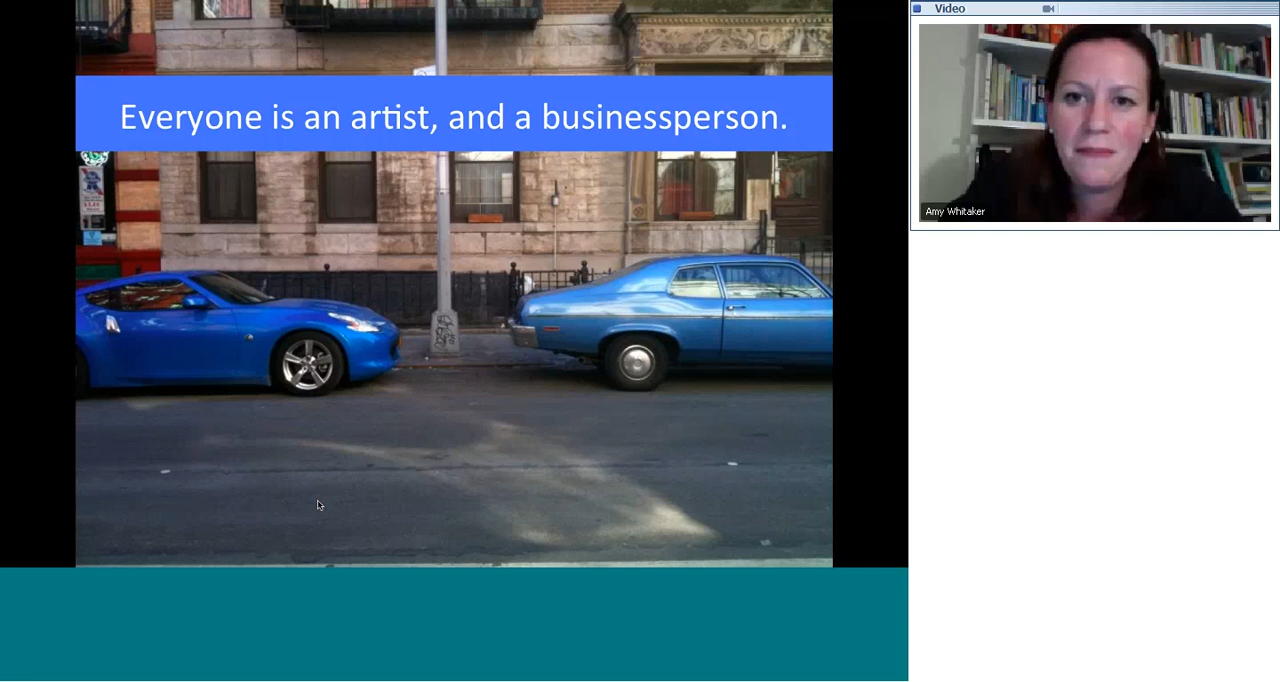 Everyone is an artist, and a businessperson.
Video
Amy Whitaker